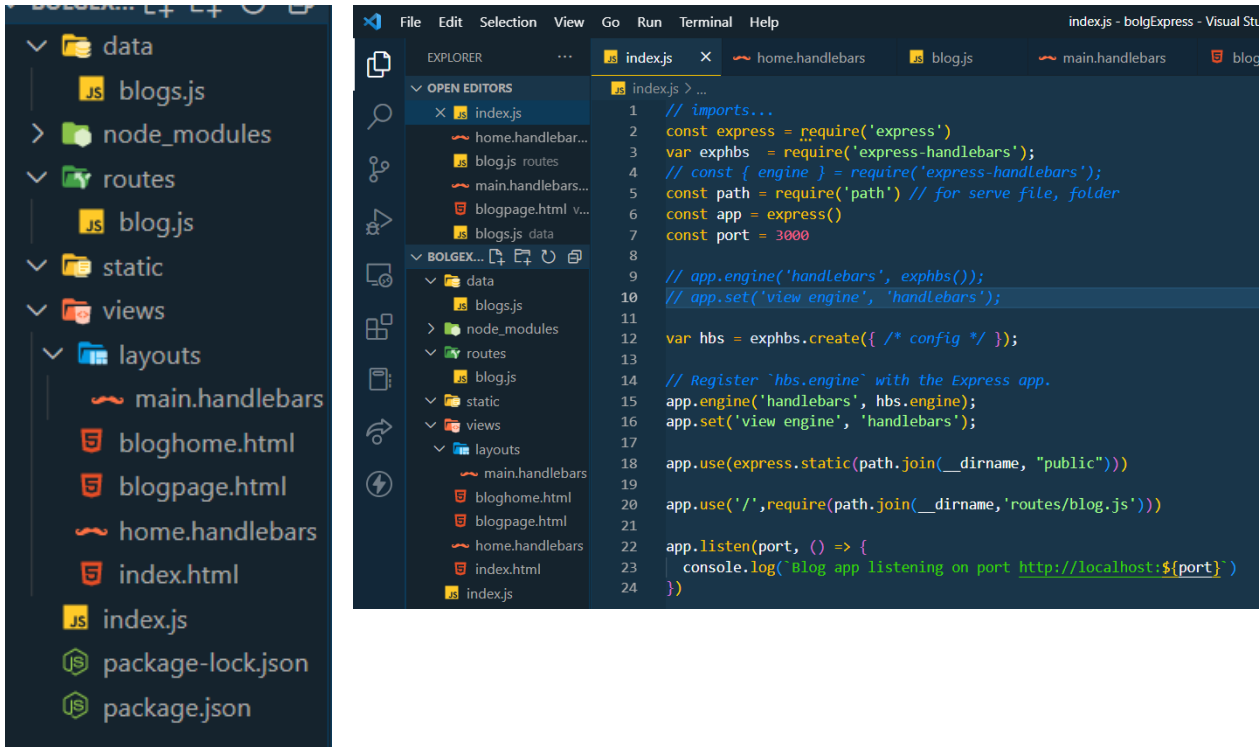 data
blogs.js
node_modules
routes
blog.js
static
views
layouts
main.handlebars
bloghome.html
blogpage.html
home.handlebars
index.html
index.js
package-lock.json
package.json
File Edit Selection View Go Run Terminal Help index.js - bolgExpress - Visual Stu
EXPLORER ···
OPEN EDITORS
index.js
home.handlebar...
blog.js routes
main.handlebars...
blogpage.html v...
blogs.js data
BOLGEX...
data
blogs.js
node_modules
routes
blog.js
static
views
layouts
main.handlebars
bloghome.html
blogpage.html
home.handlebars
index.html
index.js
index.js home.handlebars blog.js main.handlebars blog
index.js > ...
1 // imports...
2 const express = require('express')
3 var exphbs  = require('express-handlebars');
4 // const { engine } = require('express-handlebars');
5 const path = require('path') // for serve file, folder
6 const app = express()
7 const port = 3000
8
9 // app.engine('handlebars', exphbs());
10 // app.set('view engine', 'handlebars');
11
12 var hbs = exphbs.create({ /* config */ });
13
14 // Register `hbs.engine` with the Express app.
15 app.engine('handlebars', hbs.engine);
16 app.set('view engine', 'handlebars');
17
18 app.use(express.static(path.join(__dirname, "public")))
19
20 app.use('/',require(path.join(__dirname,'routes/blog.js')))
21
22 app.listen(port, () => {
23 console.log(`Blog app listening on port http://localhost:${port}`)
24 })